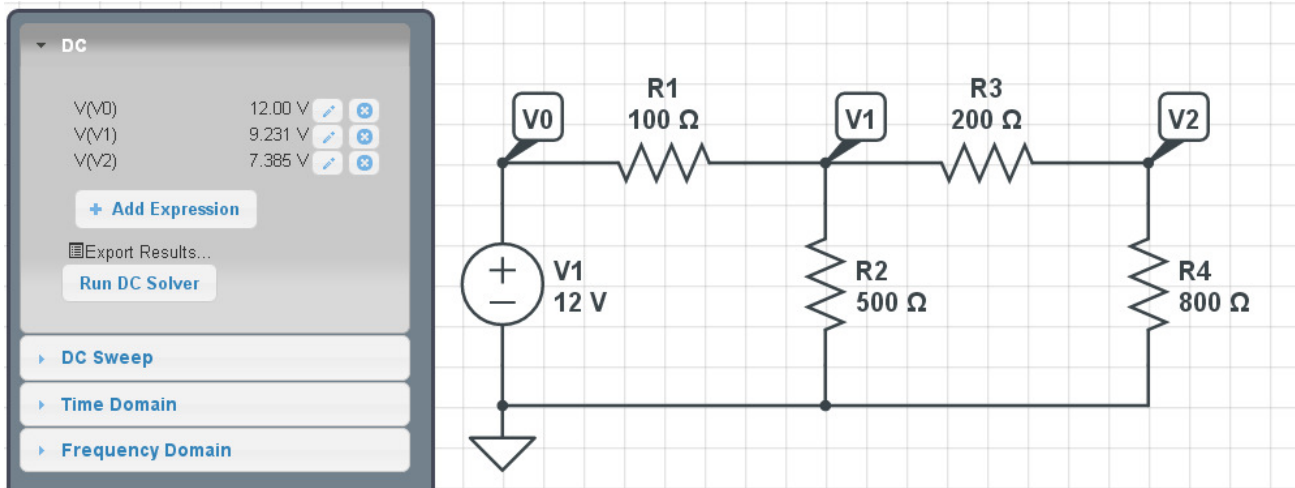 DC
V(V0) 12.00 V
V(V1) 9.231 V
V(V2) 7.385 V
+ Add Expression
Export Results...
Run DC Solver
DC Sweep
Time Domain
Frequency Domain
V0
R1
100 Ω
V1
R3
200 Ω
V2
+
−
V1
12 V
R2
500 Ω
R4
800 Ω